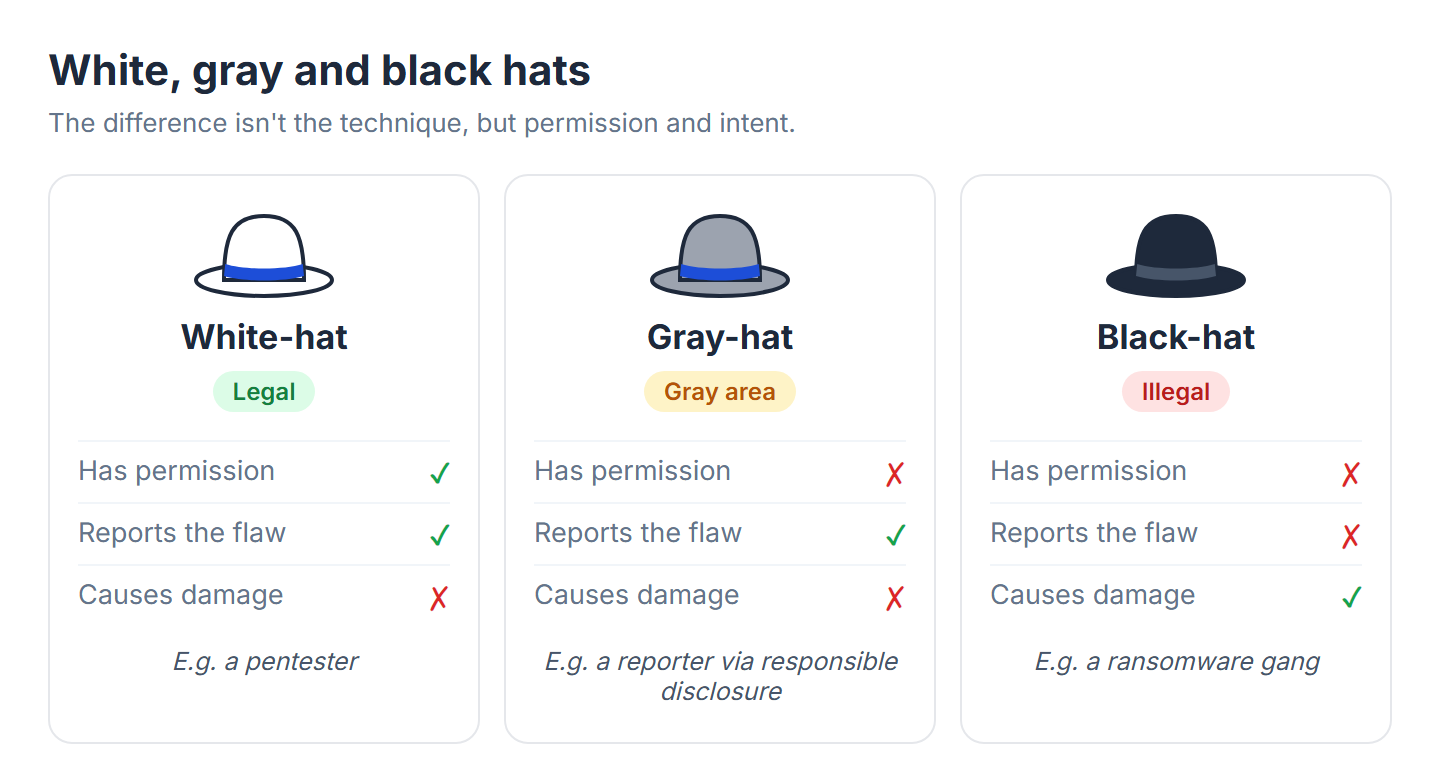 White, gray and black hats
The difference isn't the technique, but permission and intent.
White-hat
Legal
Has permission ✓
Reports the flaw ✓
Causes damage ✗
E.g. a pentester
Gray-hat
Gray area
Has permission ✗
Reports the flaw ✓
Causes damage ✗
E.g. a reporter via responsible
disclosure
Black-hat
Illegal
Has permission ✗
Reports the flaw ✗
Causes damage ✓
E.g. a ransomware gang